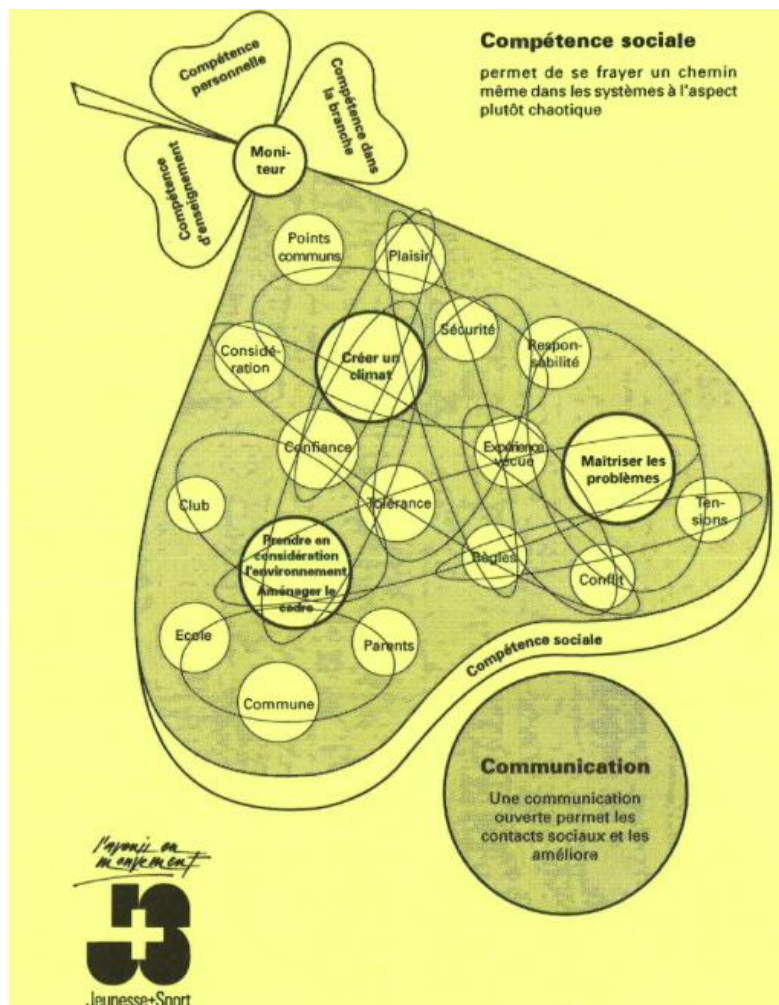 Compétence sociale
permet de se frayer un chemin
même dans les systèmes à l'aspect
plutôt chaotique
Compétence
personnelle
Compétence dans
la branche
Moni-
teur
Compétence
d'enseignement
Points
communs
Plaisir
Sécurité
Respon-
sabilité
Considé-
ration
Créer un
climat
Confiance
Expérience
vécue
Maîtriser les
problèmes
Club
Tolérance
Ten-
sions
Prendre en
considération
l'environnement
Aménager le
cadre
Règles
Conflit
Ecole
Parents
Commune
Compétence sociale
Communication
Une communication
ouverte permet les
contacts sociaux et les
améliore
l'avenir en
mouvement
J+S
Jeunesse+Sport